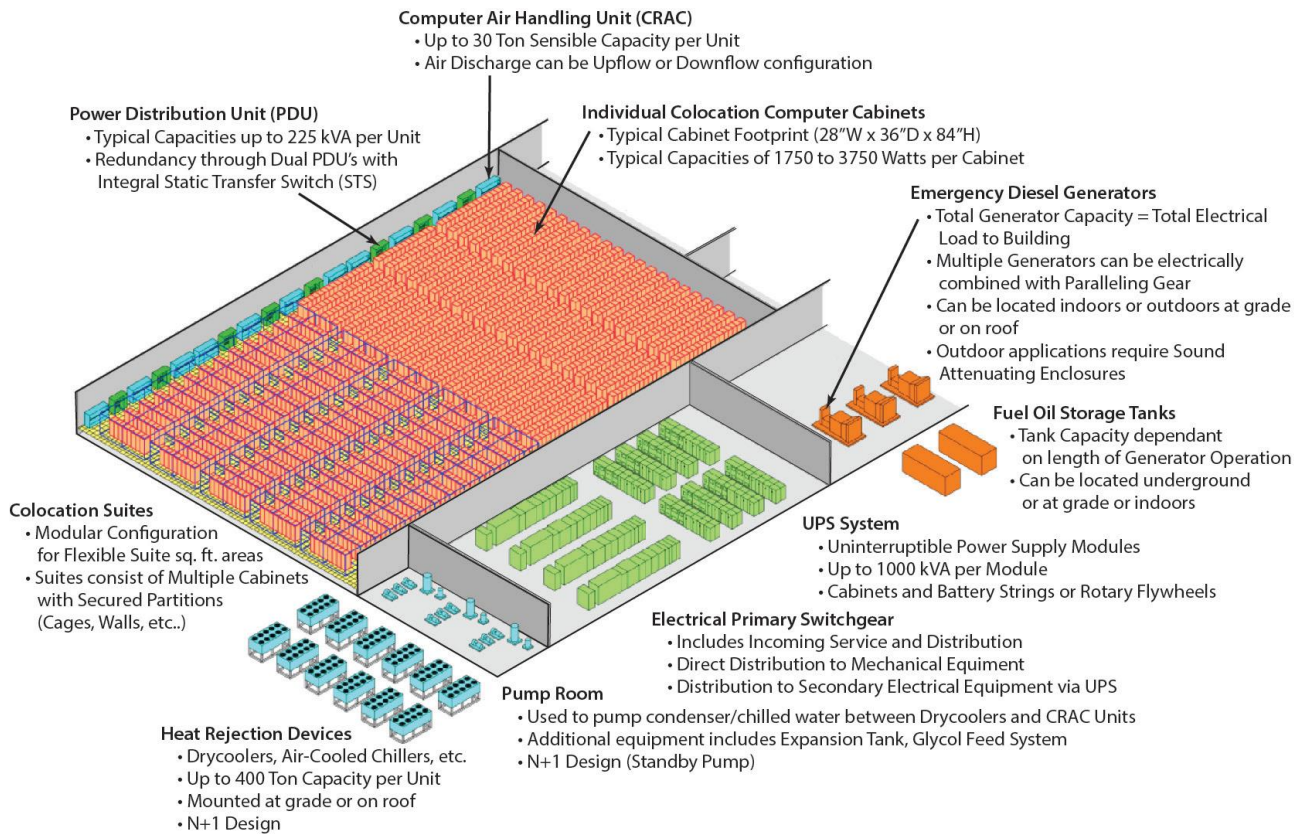 Computer Air Handling Unit (CRAC)
• Up to 30 Ton Sensible Capacity per Unit
• Air Discharge can be Upflow or Downflow configuration
Power Distribution Unit (PDU)
• Typical Capacities up to 225 kVA per Unit
• Redundancy through Dual PDU's with
Integral Static Transfer Switch (STS)
Individual Colocation Computer Cabinets
• Typical Cabinet Footprint (28”W x 36”D x 84”H)
• Typical Capacities of 1750 to 3750 Watts per Cabinet
Emergency Diesel Generators
• Total Generator Capacity = Total Electrical
Load to Building
• Multiple Generators can be electrically
combined with Paralleling Gear
• Can be located indoors or outdoors at grade
or on roof
• Outdoor applications require Sound
Attenuating Enclosures
Fuel Oil Storage Tanks
• Tank Capacity dependant
on length of Generator Operation
• Can be located underground
or at grade or indoors
Colocation Suites
• Modular Configuration
for Flexible Suite sq. ft. areas
• Suites consist of Multiple Cabinets
with Secured Partitions
(Cages, Walls, etc..)
UPS System
• Uninterruptible Power Supply Modules
• Up to 1000 kVA per Module
• Cabinets and Battery Strings or Rotary Flywheels
Electrical Primary Switchgear
• Includes Incoming Service and Distribution
• Direct Distribution to Mechanical Equiment
• Distribution to Secondary Electrical Equipment via UPS
Pump Room
• Used to pump condenser/chilled water between Drycoolers and CRAC Units
• Additional equipment includes Expansion Tank, Glycol Feed System
• N+1 Design (Standby Pump)
Heat Rejection Devices
• Drycoolers, Air-Cooled Chillers, etc.
• Up to 400 Ton Capacity per Unit
• Mounted at grade or on roof
• N+1 Design